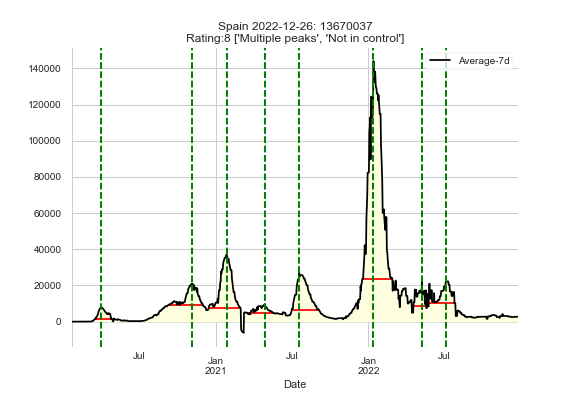 Spain 2022-12-26: 13670037
Rating:8 ['Multiple peaks', 'Not in control']
Average-7d
140000
120000
100000
80000
60000
40000
20000
0
Jul
Jan
2021
Jul
Jan
2022
Jul
Date